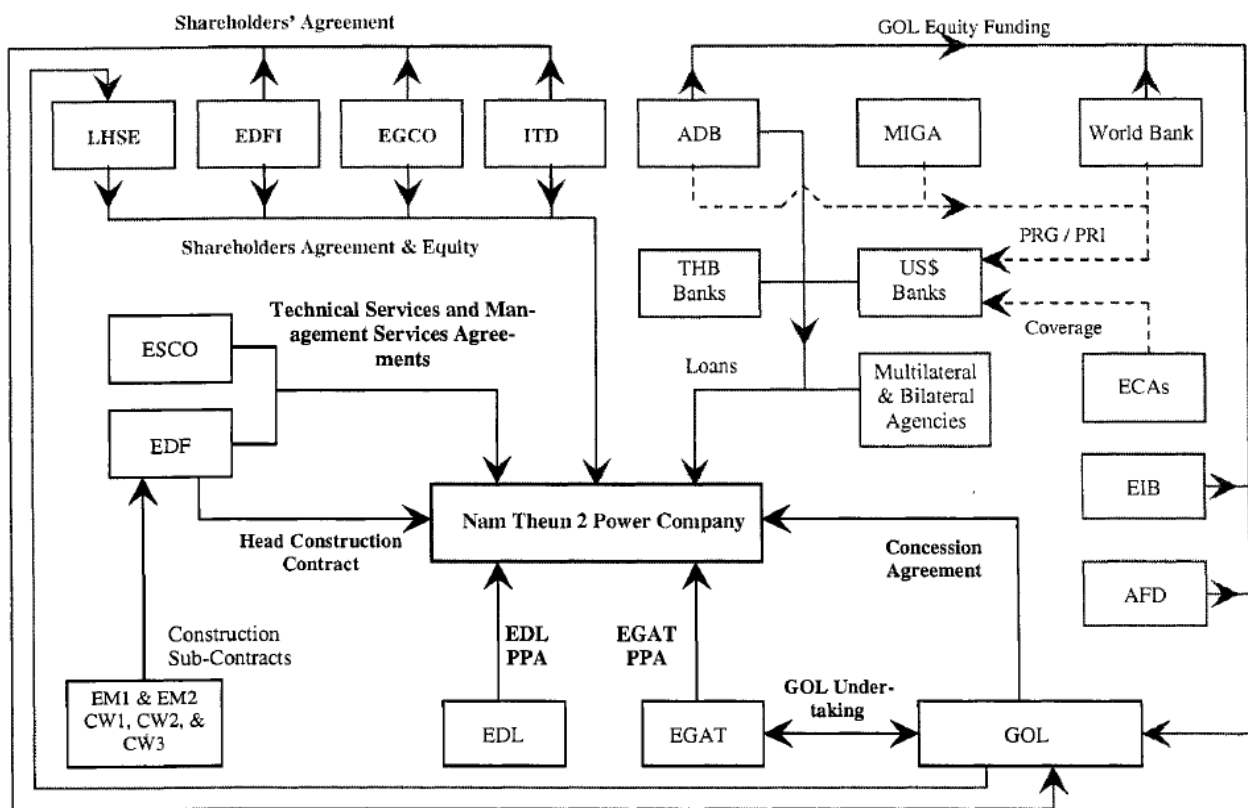 Shareholders' Agreement
GOL Equity Funding
LHSE
EDFI
EGCO
ITD
ADB
MIGA
World Bank
Shareholders Agreement & Equity
PRG / PRI
THB
Banks
US$
Banks
Technical Services and Man-
agement Services Agree-
ments
Coverage
ESCO
Loans
Multilateral
& Bilateral
Agencies
ECAs
EDF
EIB
Nam Theun 2 Power Company
Head Construction
Contract
Concession
Agreement
AFD
Construction
Sub-Contracts
EDL
PPA
EGAT
PPA
GOL Under-
taking
EM1 & EM2
CW1, CW2, &
CW3
EDL
EGAT
GOL